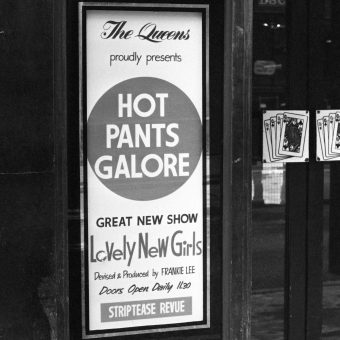 The Queens
proudly presents
HOT
PANTS
GALORE
GREAT NEW SHOW
Lovely New Girls
Devised & Produced by FRANKIE LEE
Doors Open Daily 11.30
STRIPTEASE REVUE